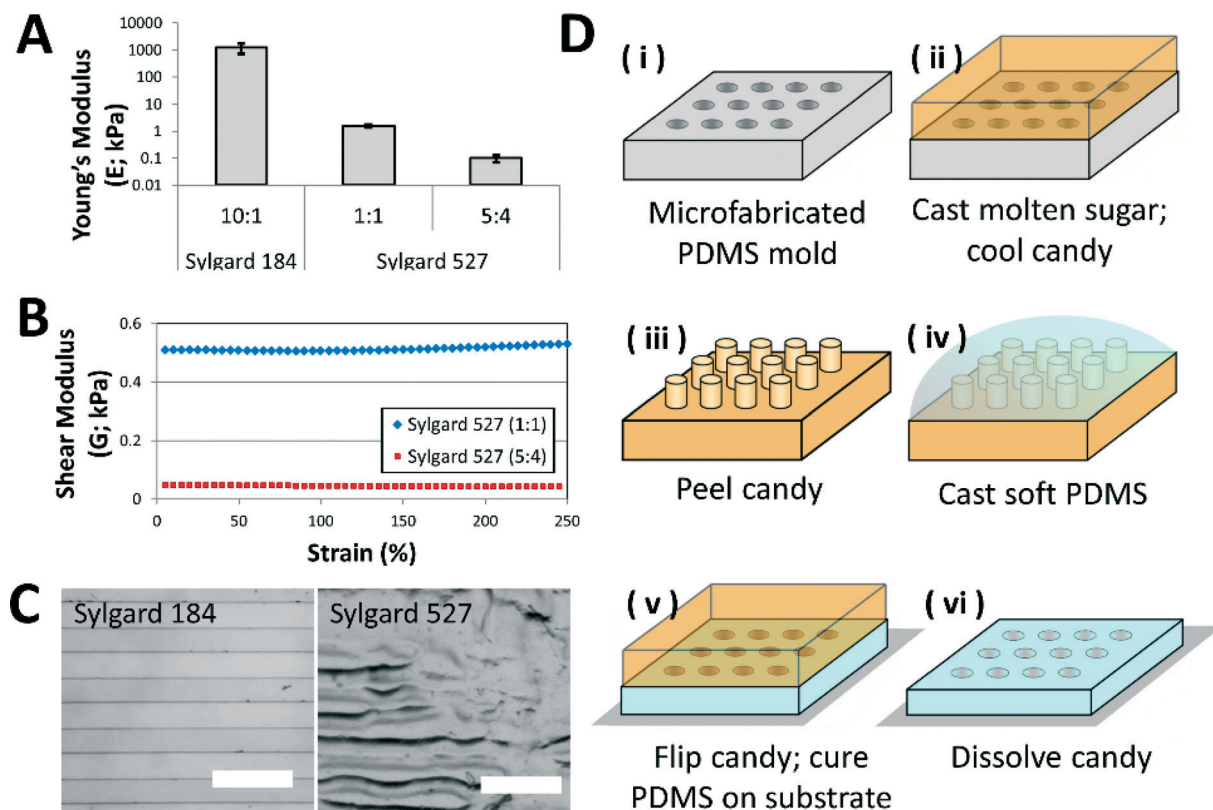 A
Young's Modulus
(E; kPa)
10000
1000
100
10
1
0.1
0.01
10:1
1:1
5:4
Sylgard 184
Sylgard 527
B
Shear Modulus
(G; kPa)
0.6
0.4
0.2
0
Sylgard 527 (1:1)
Sylgard 527 (5:4)
0
50
100
150
200
250
Strain (%)
C
Sylgard 184
Sylgard 527
D
( i )
Microfabricated
PDMS mold
( ii )
Cast molten sugar;
cool candy
( iii )
Peel candy
( iv )
Cast soft PDMS
( v )
Flip candy; cure
PDMS on substrate
( vi )
Dissolve candy